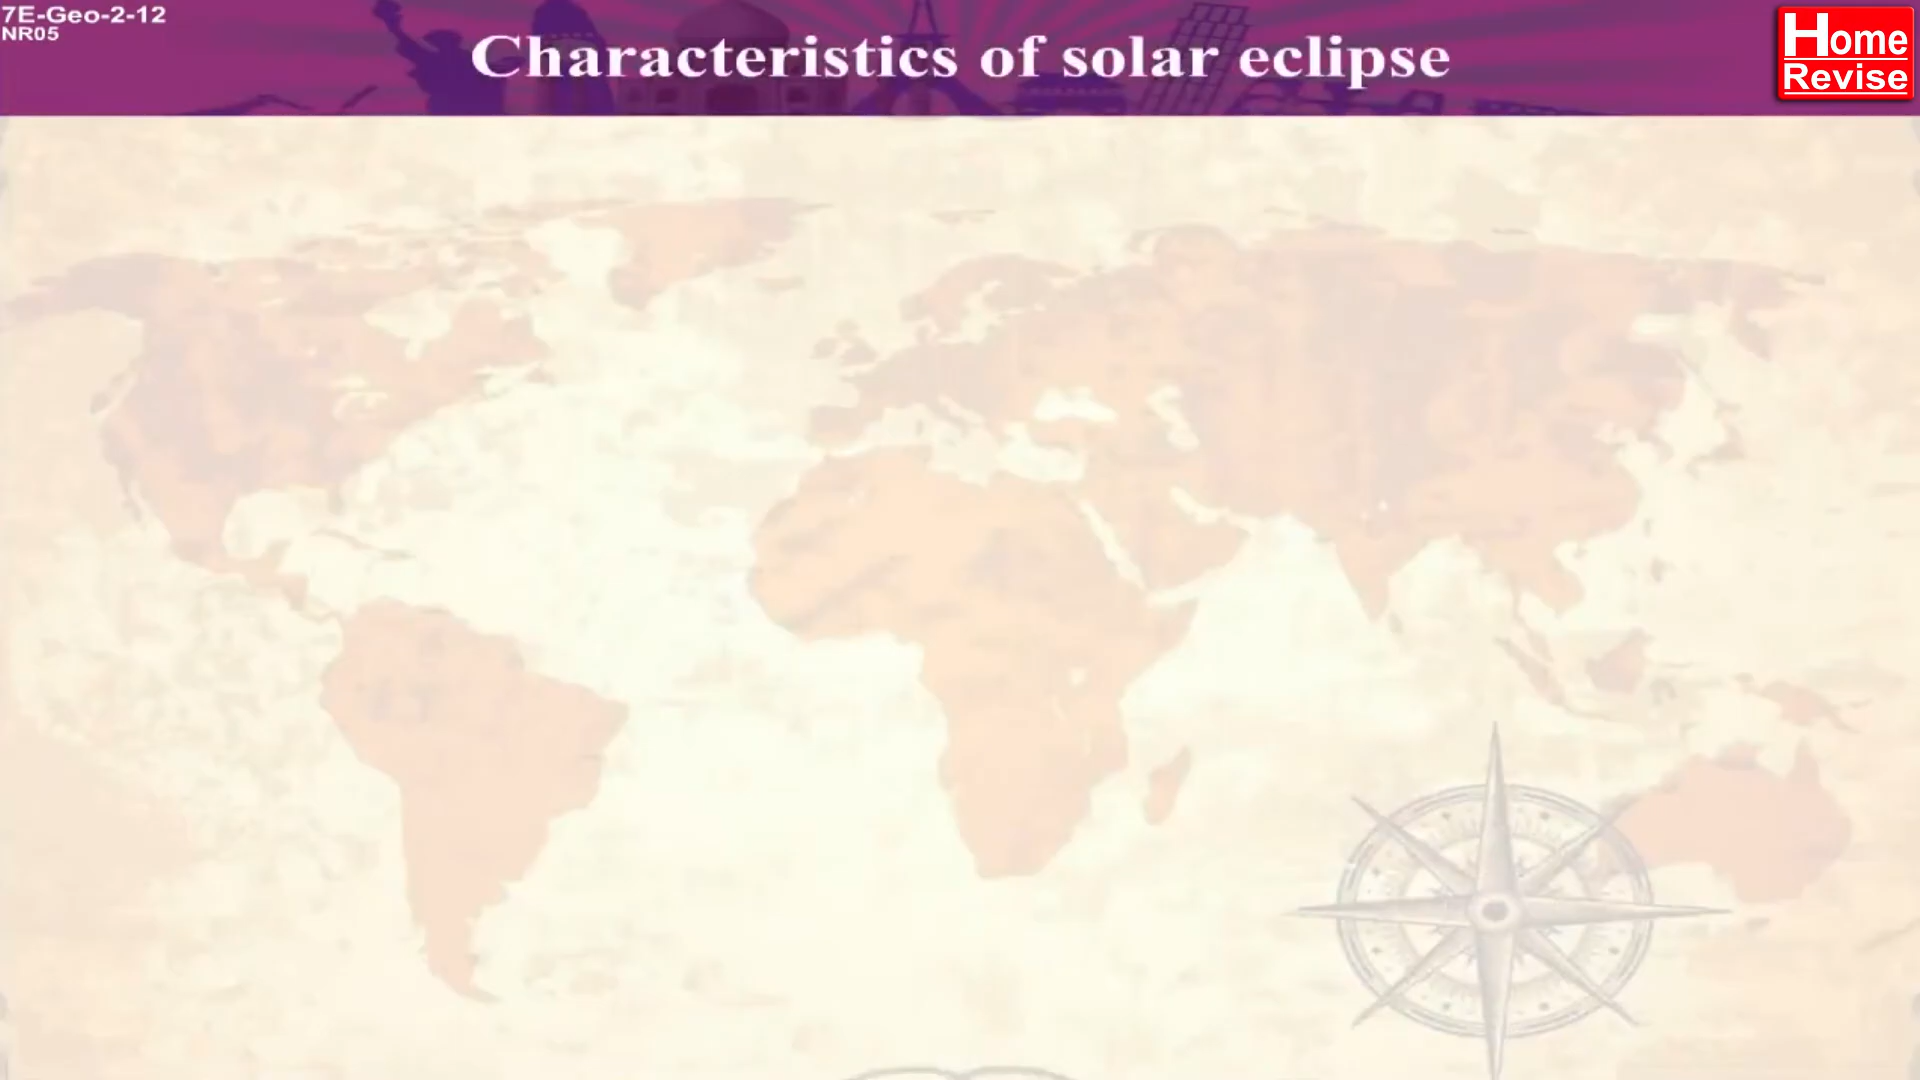 7E-Geo-2-12
NR05
Characteristics of solar eclipse
Home
Revise